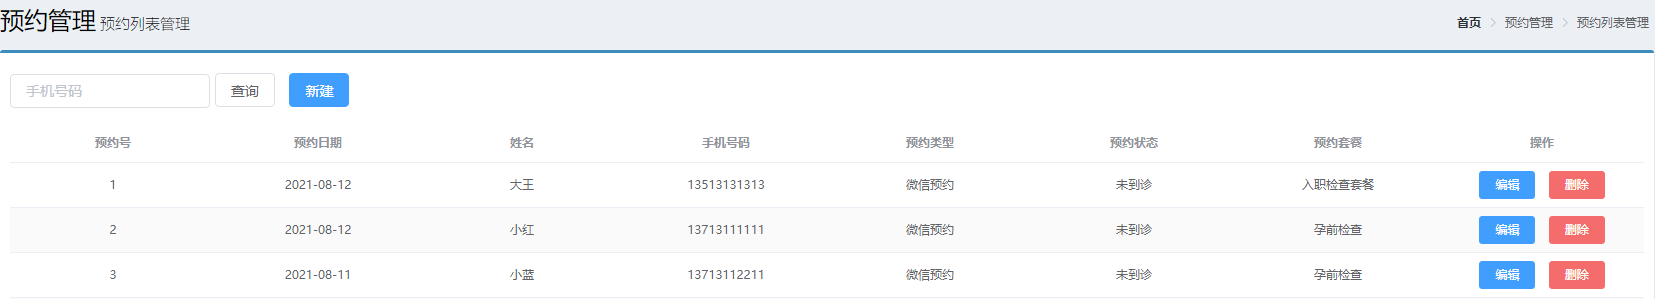 预约管理 预约列表管理 首页 > 预约管理 > 预约列表管理
手机号码 查询 新建
预约号 预约日期 姓名 手机号码 预约类型 预约状态 预约套餐 操作
1 2021-08-12 大王 13513131313 微信预约 未到诊 入职检查套餐 编辑 删除
2 2021-08-12 小红 13713111111 微信预约 未到诊 孕前检查 编辑 删除
3 2021-08-11 小蓝 13713112211 微信预约 未到诊 孕前检查 编辑 删除